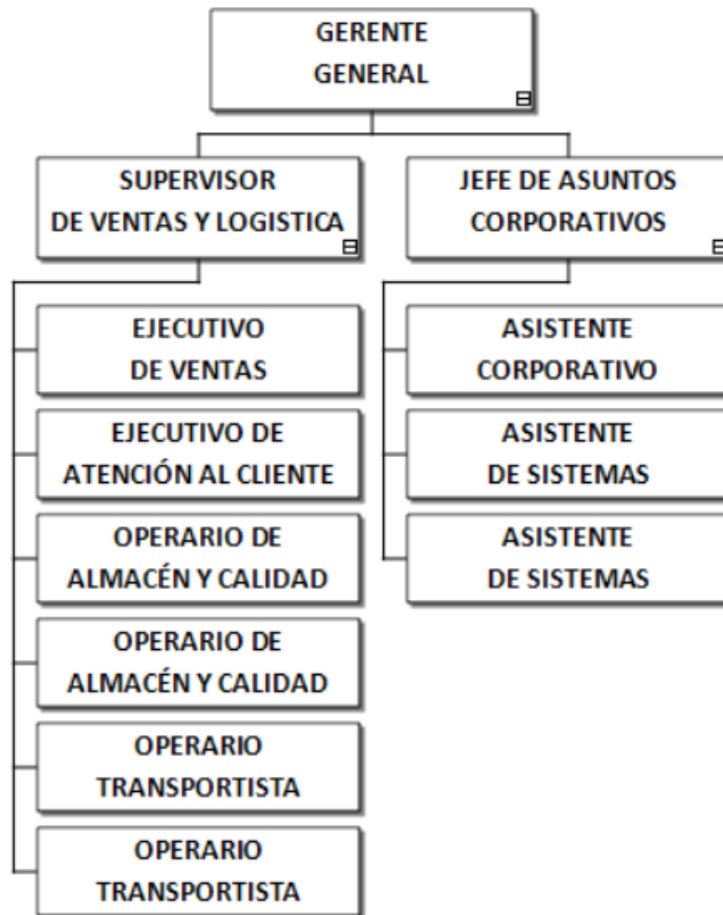 GERENTE
GENERAL
SUPERVISOR
DE VENTAS Y LOGISTICA
JEFE DE ASUNTOS
CORPORATIVOS
EJECUTIVO
DE VENTAS
EJECUTIVO DE
ATENCIÓN AL CLIENTE
OPERARIO DE
ALMACÉN Y CALIDAD
OPERARIO DE
ALMACÉN Y CALIDAD
OPERARIO
TRANSPORTISTA
OPERARIO
TRANSPORTISTA
ASISTENTE
CORPORATIVO
ASISTENTE
DE SISTEMAS
ASISTENTE
DE SISTEMAS